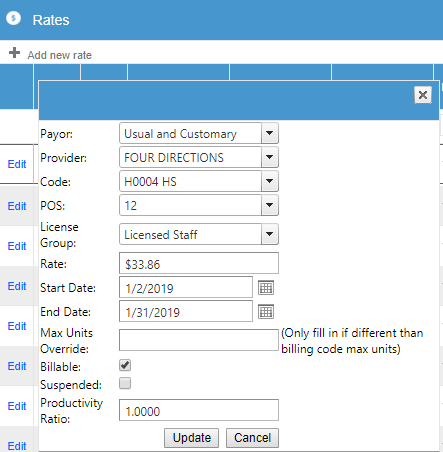 Rates
Add new rate
Payor: Usual and Customary
Edit
Provider: FOUR DIRECTIONS
Code: H0004 HS
Edit
POS: 12
License
Group: Licensed Staff
Edit
Rate: $33.86
Edit
Start Date: 1/2/2019
End Date: 1/31/2019
Edit
Max Units
Override:
(Only fill in if different than
billing code max units)
Edit
Billable:
Suspended:
Productivity
Ratio: 1.0000
Edit
Update Cancel
Edit